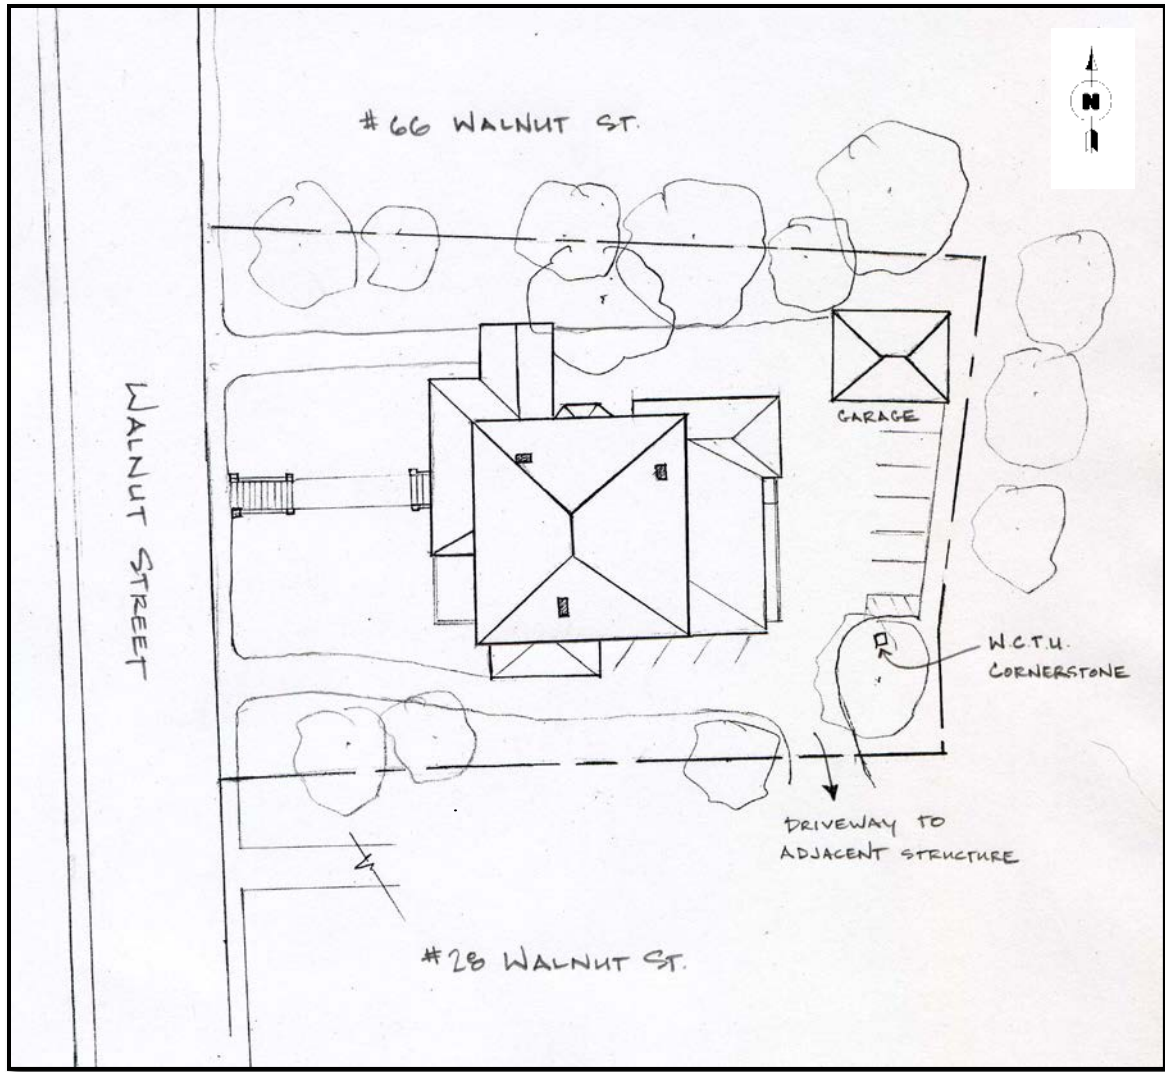 N
# 66 WALNUT ST.
WALNUT STREET
GARAGE
W.C.T.U.
CORNERSTONE
DRIVEWAY TO
ADJACENT STRUCTURE
#28 WALNUT ST.